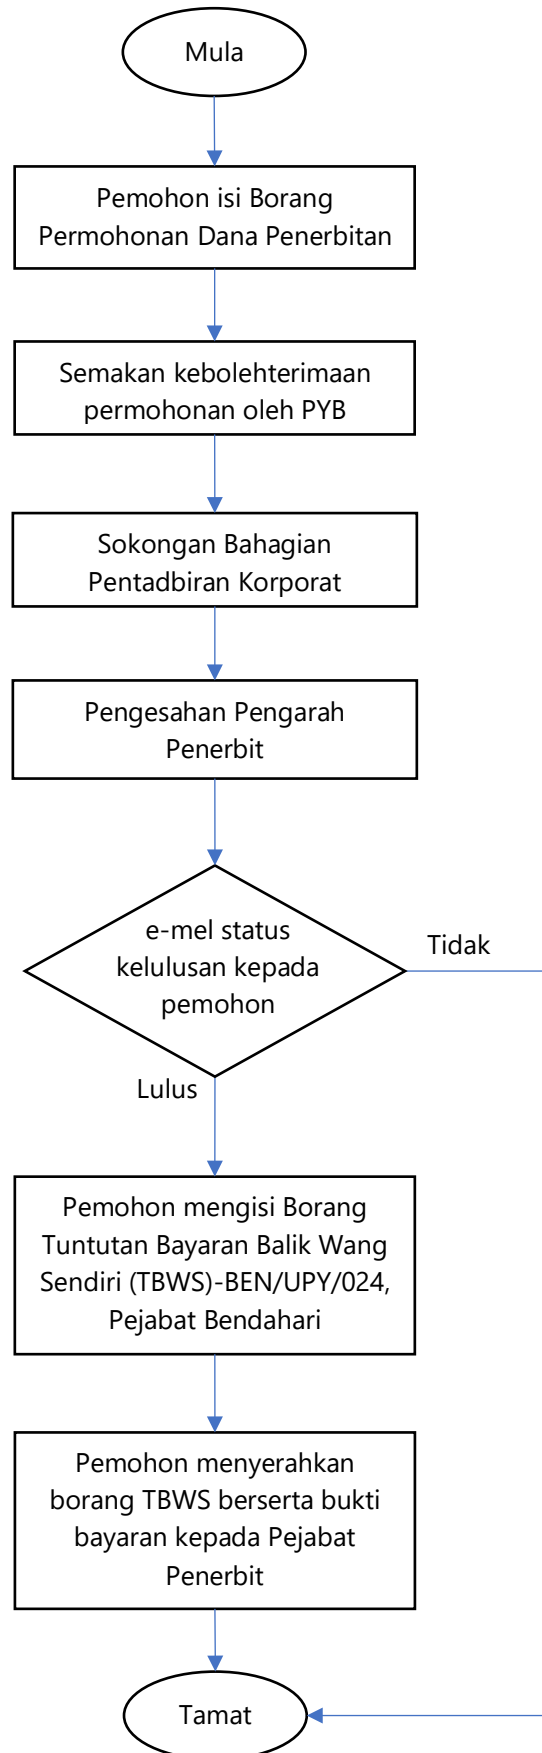 Mula
Pemohon isi Borang
Permohonan Dana Penerbitan
Semakan kebolehterimaan
permohonan oleh PYB
Sokongan Bahagian
Pentadbiran Korporat
Pengesahan Pengarah
Penerbit
e-mel status
kelulusan kepada
pemohon
Tidak
Lulus
Pemohon mengisi Borang
Tuntutan Bayaran Balik Wang
Sendiri (TBWS)-BEN/UPY/024,
Pejabat Bendahari
Pemohon menyerahkan
borang TBWS berserta bukti
bayaran kepada Pejabat
Penerbit
Tamat